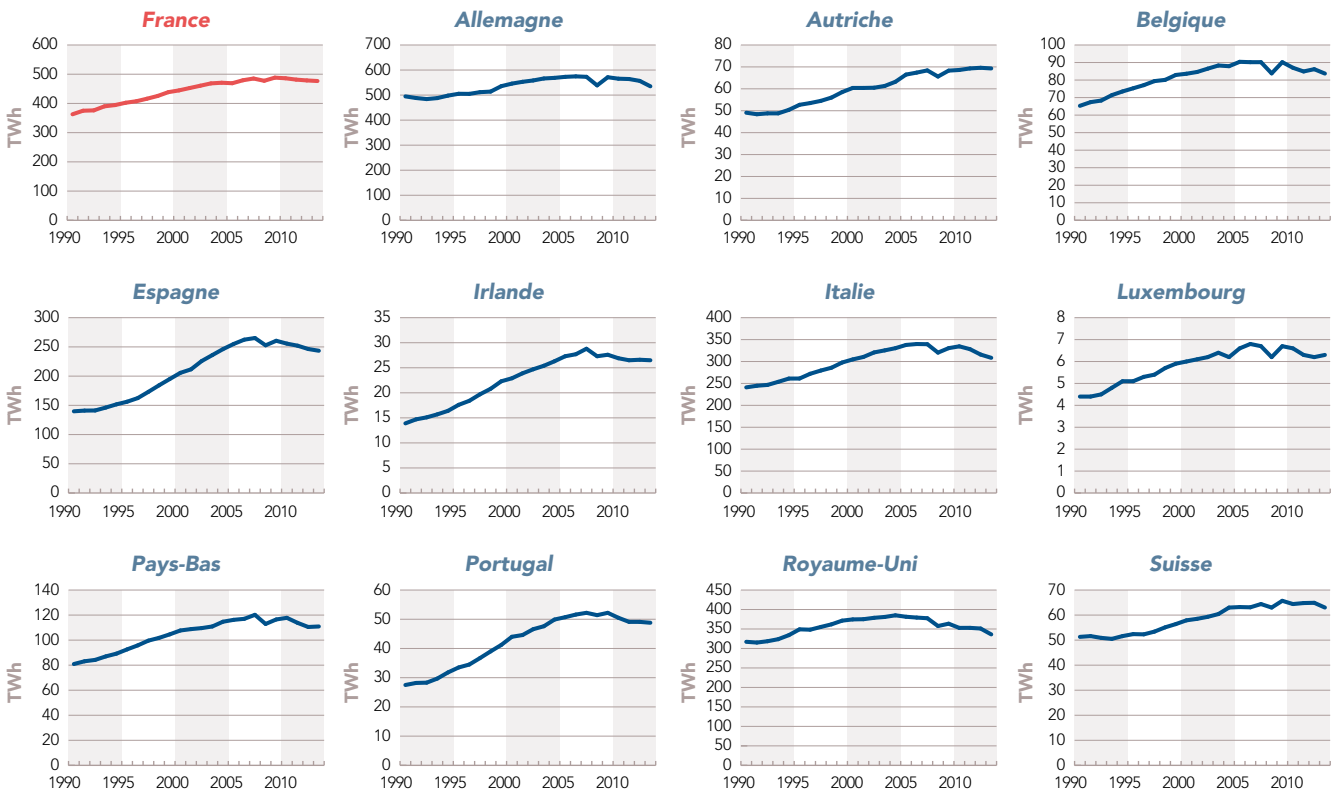 France
600
500
400
300
200
100
0
TWh
1990 1995 2000 2005 2010
Allemagne
700
600
500
400
300
200
100
0
TWh
1990 1995 2000 2005 2010
Autriche
80
70
60
50
40
30
20
10
0
TWh
1990 1995 2000 2005 2010
Belgique
100
90
80
70
60
50
40
30
20
10
0
TWh
1990 1995 2000 2005 2010
Espagne
300
250
200
150
100
50
0
TWh
1990 1995 2000 2005 2010
Irlande
35
30
25
20
15
10
5
0
TWh
1990 1995 2000 2005 2010
Italie
400
350
300
250
200
150
100
50
0
TWh
1990 1995 2000 2005 2010
Luxembourg
8
7
6
5
4
3
2
1
0
TWh
1990 1995 2000 2005 2010
Pays-Bas
140
120
100
80
60
40
20
0
TWh
1990 1995 2000 2005 2010
Portugal
60
50
40
30
20
10
0
TWh
1990 1995 2000 2005 2010
Royaume-Uni
450
400
350
300
250
200
150
100
50
0
TWh
1990 1995 2000 2005 2010
Suisse
70
60
50
40
30
20
10
0
TWh
1990 1995 2000 2005 2010